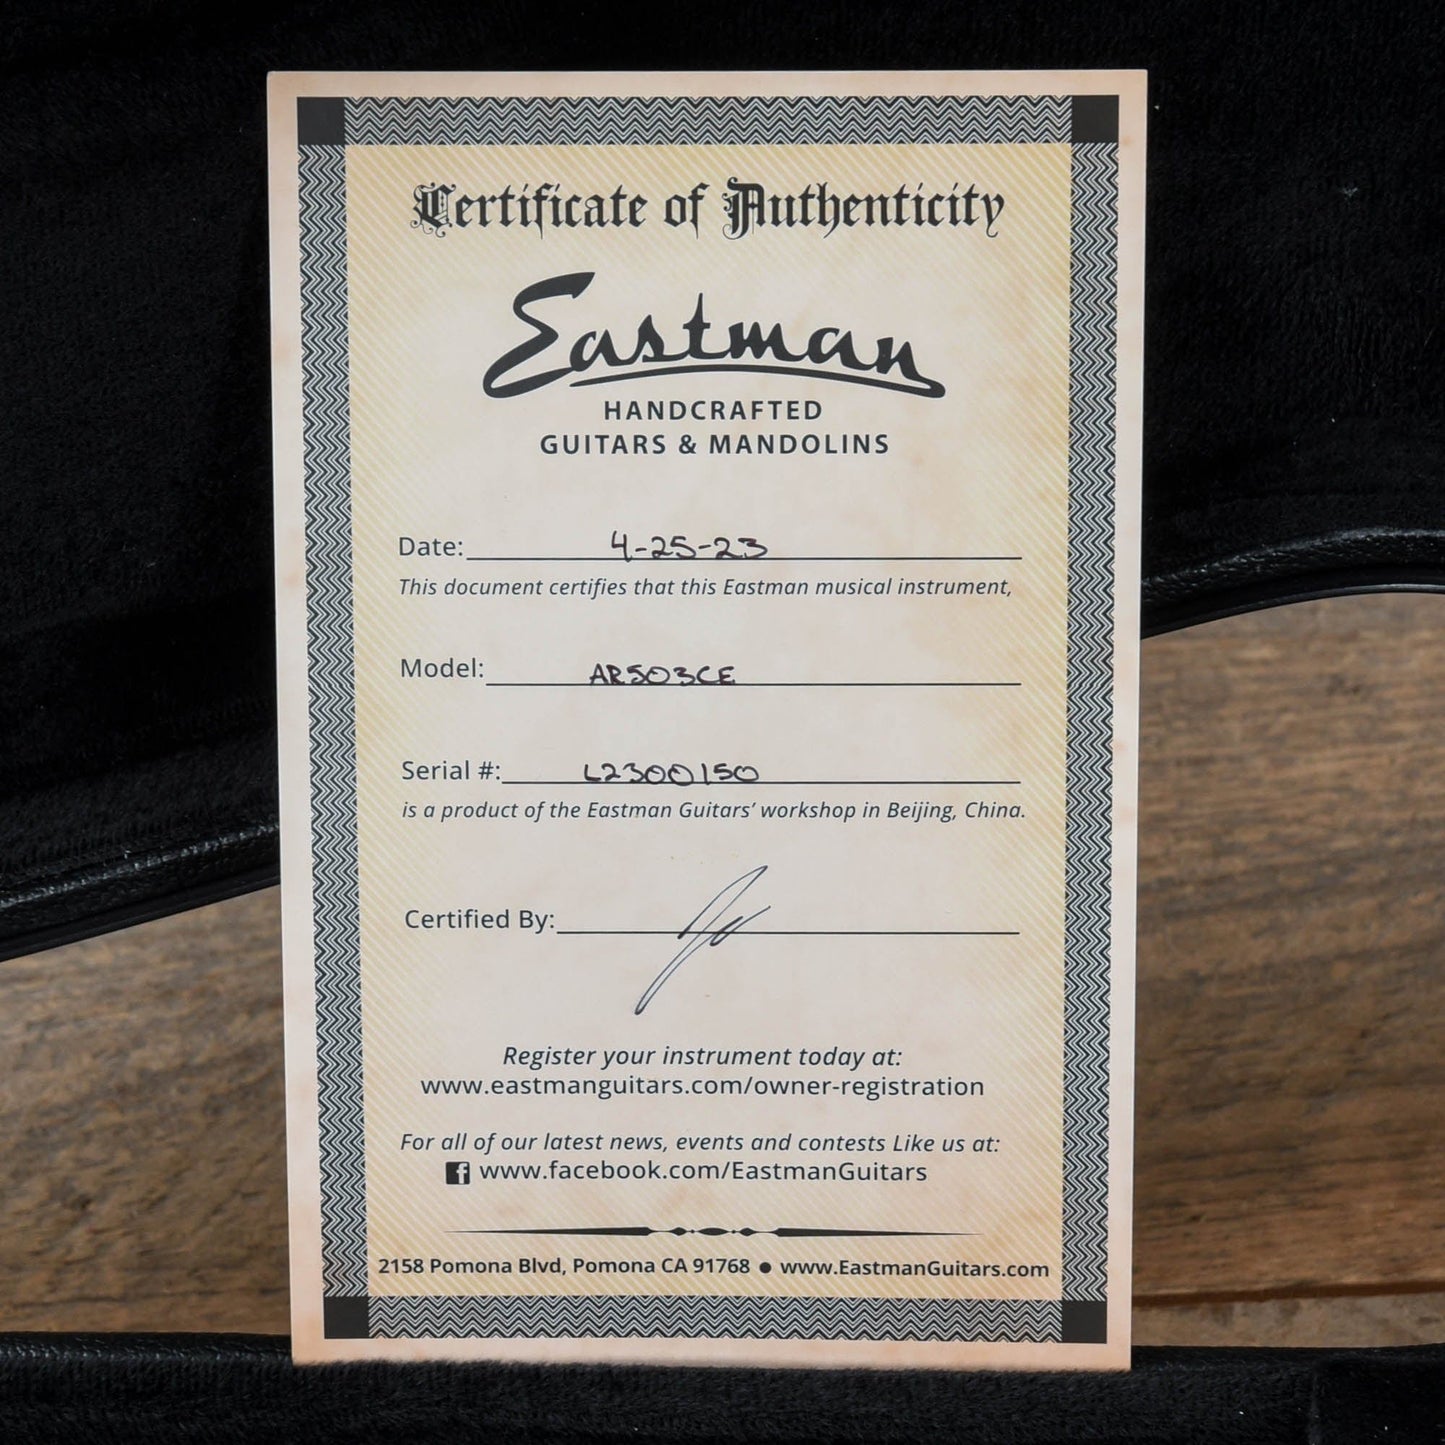 Certificate of Authenticity
Eastman
HANDCRAFTED
GUITARS & MANDOLINS
Date: 4-25-23
This document certifies that this Eastman musical instrument,
Model: AR503CE
Serial #: L2300150
is a product of the Eastman Guitars’ workshop in Beijing, China.
Certified By:
Register your instrument today at:
www.eastmanguitars.com/owner-registration
For all of our latest news, events and contests Like us at:
f www.facebook.com/EastmanGuitars
2158 Pomona Blvd, Pomona CA 91768 ● www.EastmanGuitars.com